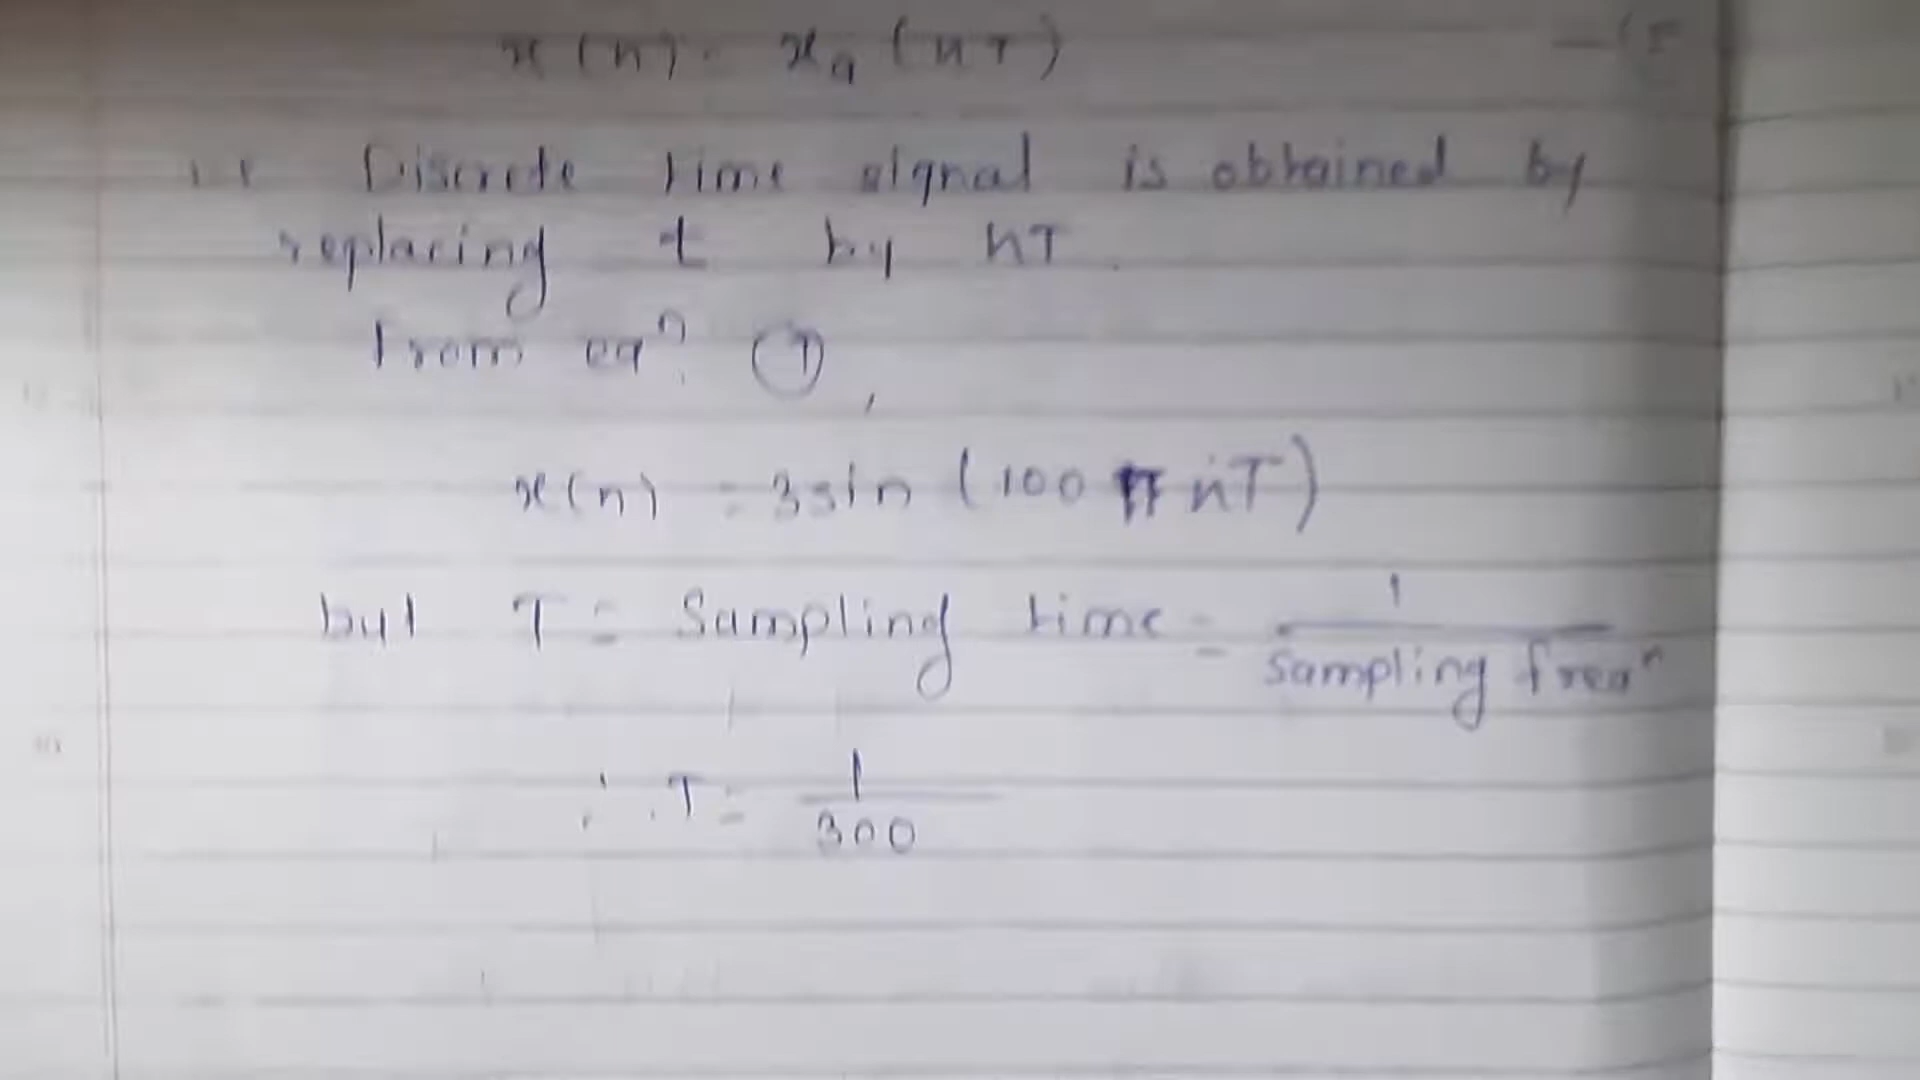 x(n) = xa (nT)
i.e Discrete time signal is obtained by
replacing t by nT.
from eqn. ①,
x(n) = 3sin (100 π nT)
but T = Sampling time = 1 / sampling freqn
∴ T = 1 / 300